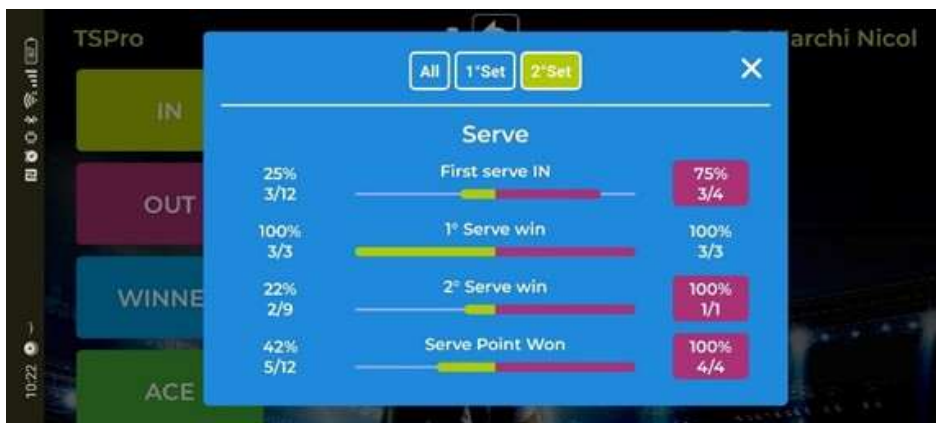 TSPro
archi Nicol
All 1°Set 2°Set
IN
OUT
WINNE
ACE
Serve
25% First serve IN 75%
3/12 3/4
100% 1° Serve win 100%
3/3 3/3
22% 2° Serve win 100%
2/9 1/1
42% Serve Point Won 100%
5/12 4/4
10:22